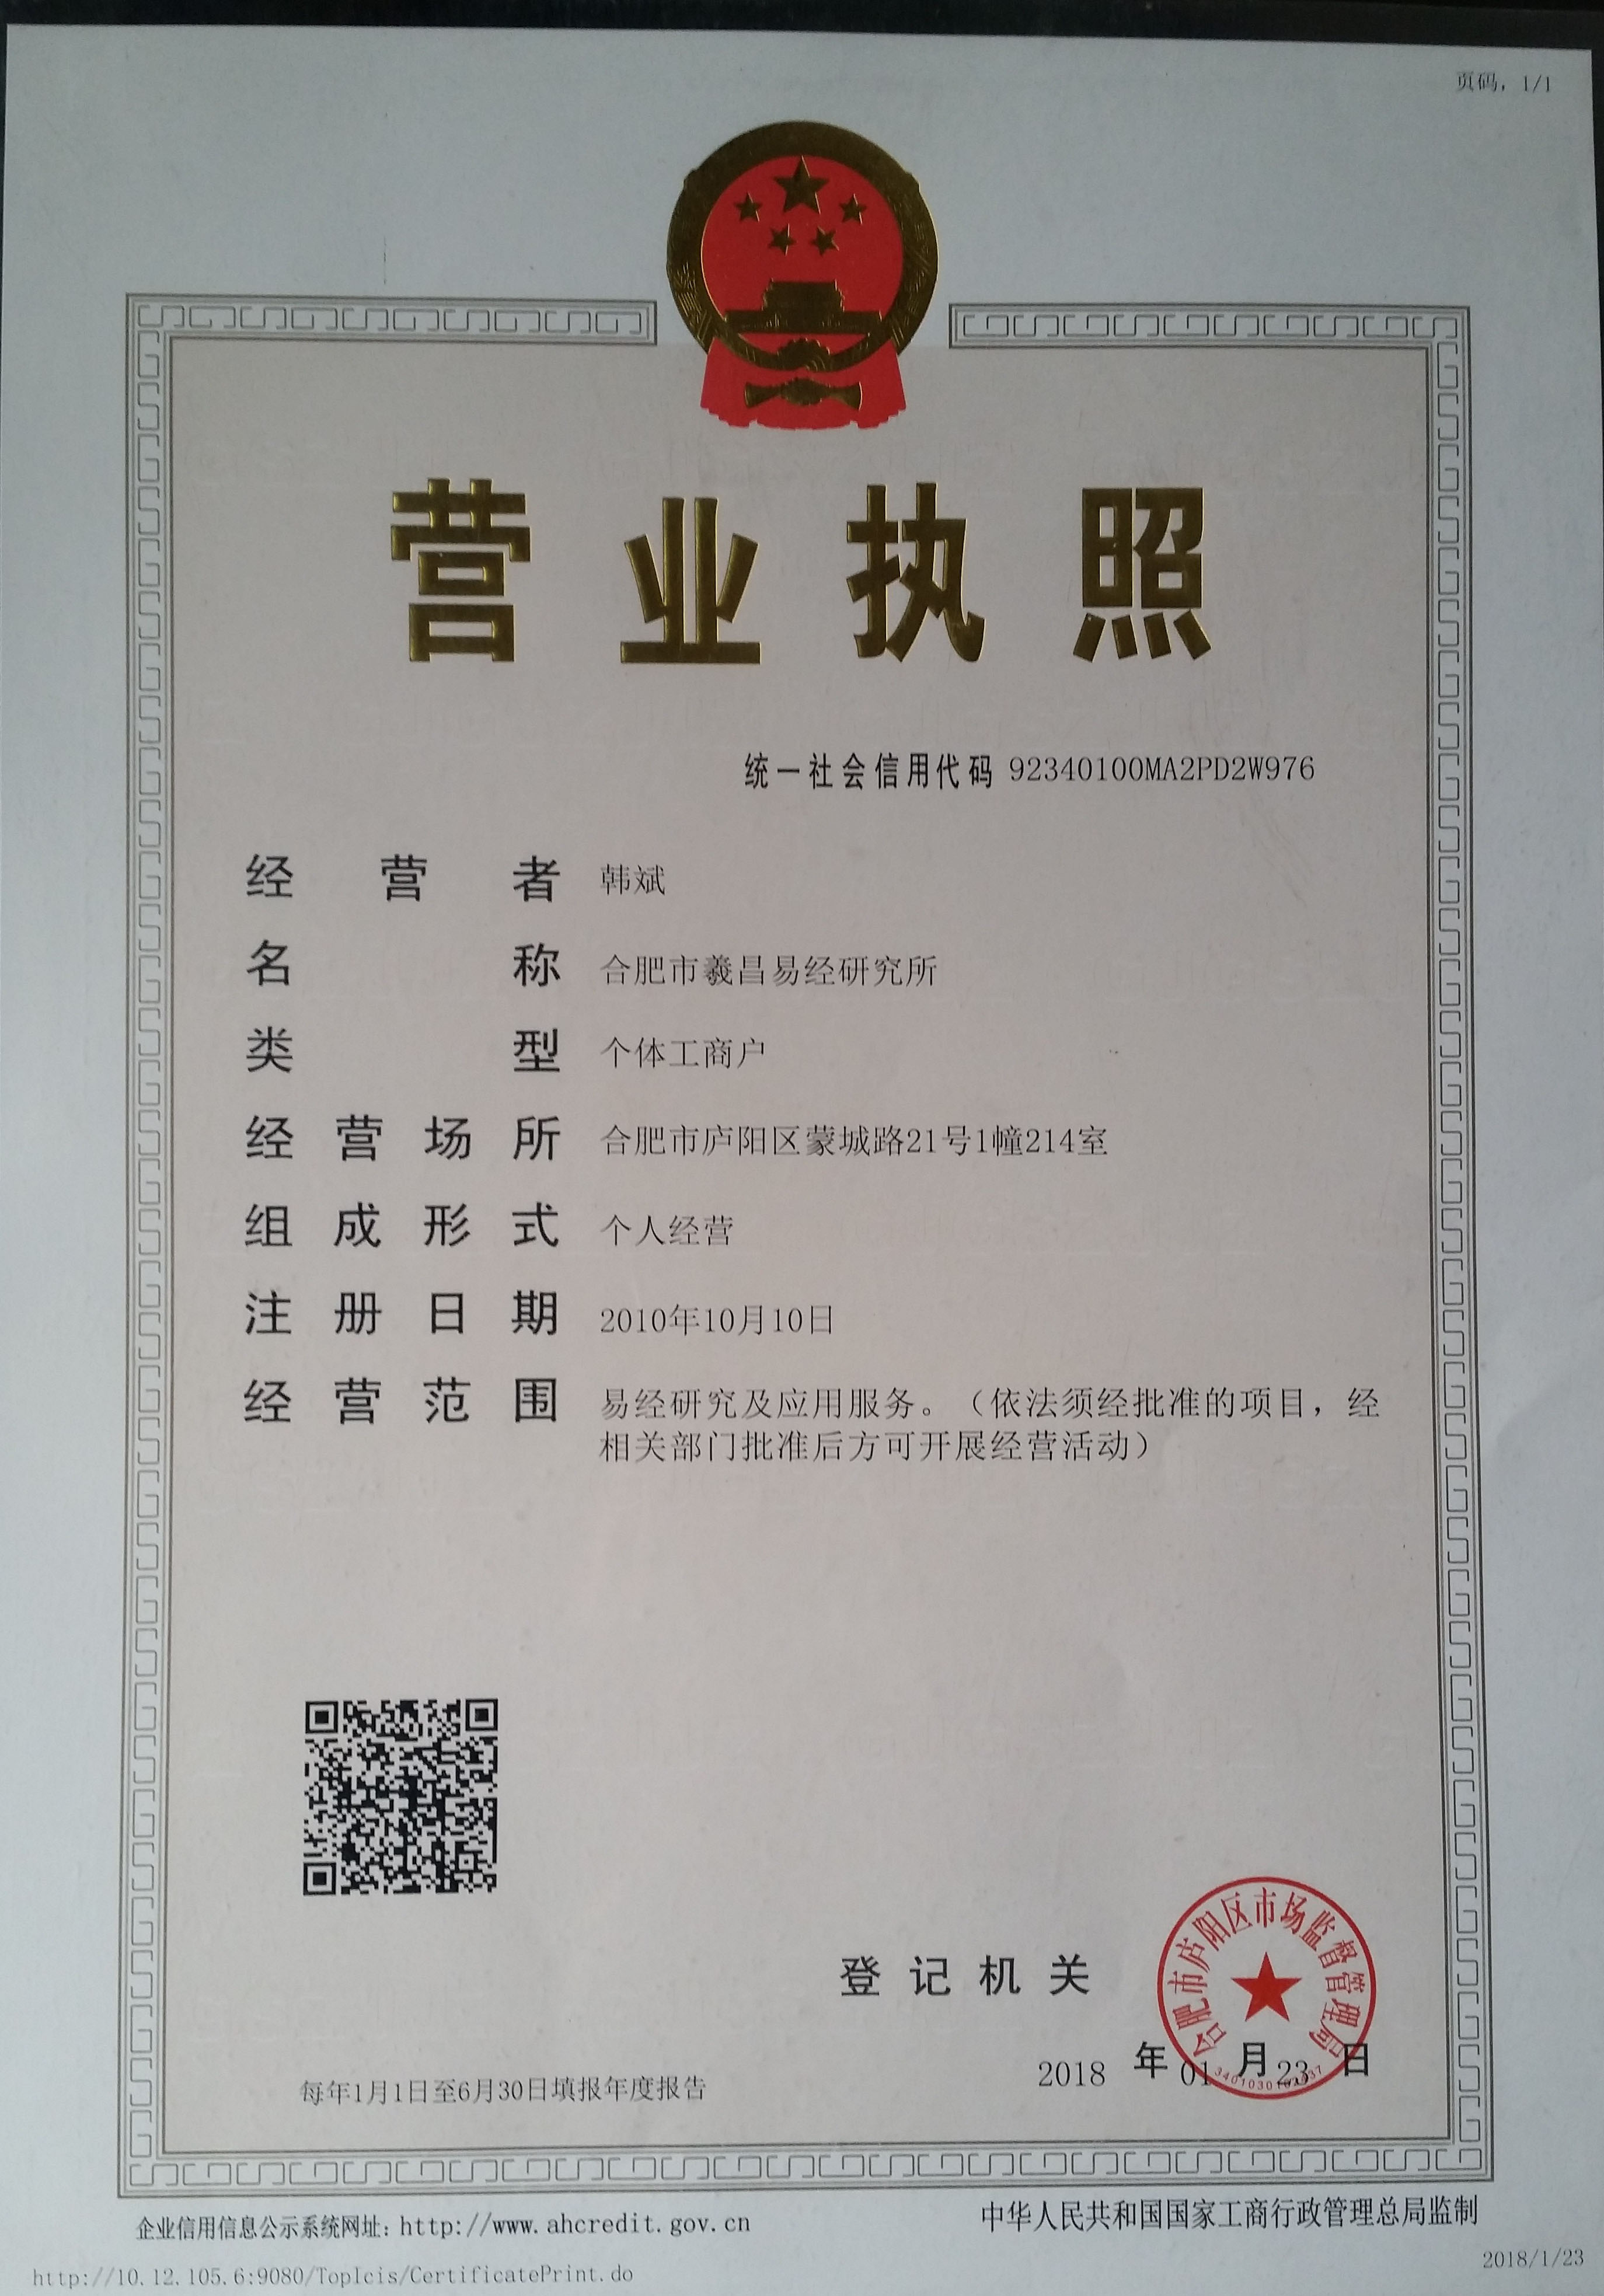 页码，1/1
营业执照
统一社会信用代码 92340100MA2PD2W976
经营者 韩斌
名称 合肥市羲昌易经研究所
类型 个体工商户
经营场所 合肥市庐阳区蒙城路21号1幢214室
组成形式 个人经营
注册日期 2010年10月10日
经营范围 易经研究及应用服务。（依法须经批准的项目，经
相关部门批准后方可开展经营活动）
登记机关
合肥市庐阳区市场监督管理局
2018 年 01 月 23 日
每年1月1日至6月30日填报年度报告
企业信用信息公示系统网址：http://www.ahcredit.gov.cn
中华人民共和国国家工商行政管理总局监制
http://10.12.105.6:9080/TopIcis/CertificatePrint.do
2018/1/23